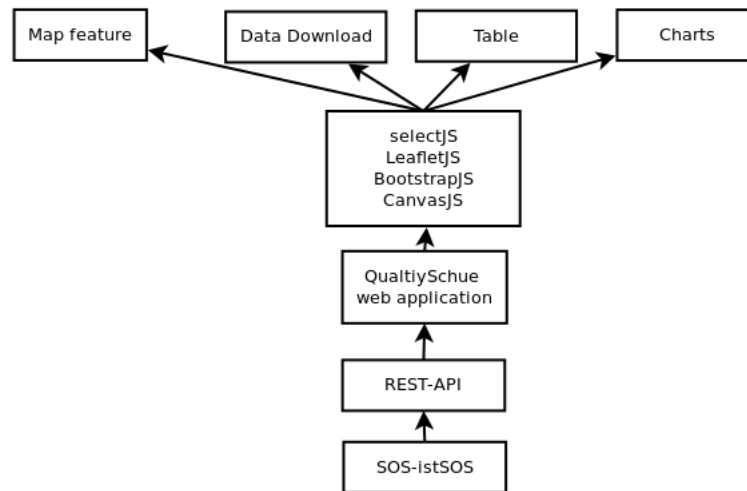 Map feature
Data Download
Table
Charts
selectJS
LeafletJS
BootstrapJS
CanvasJS
QualtiySchue
web application
REST-API
SOS-istSOS